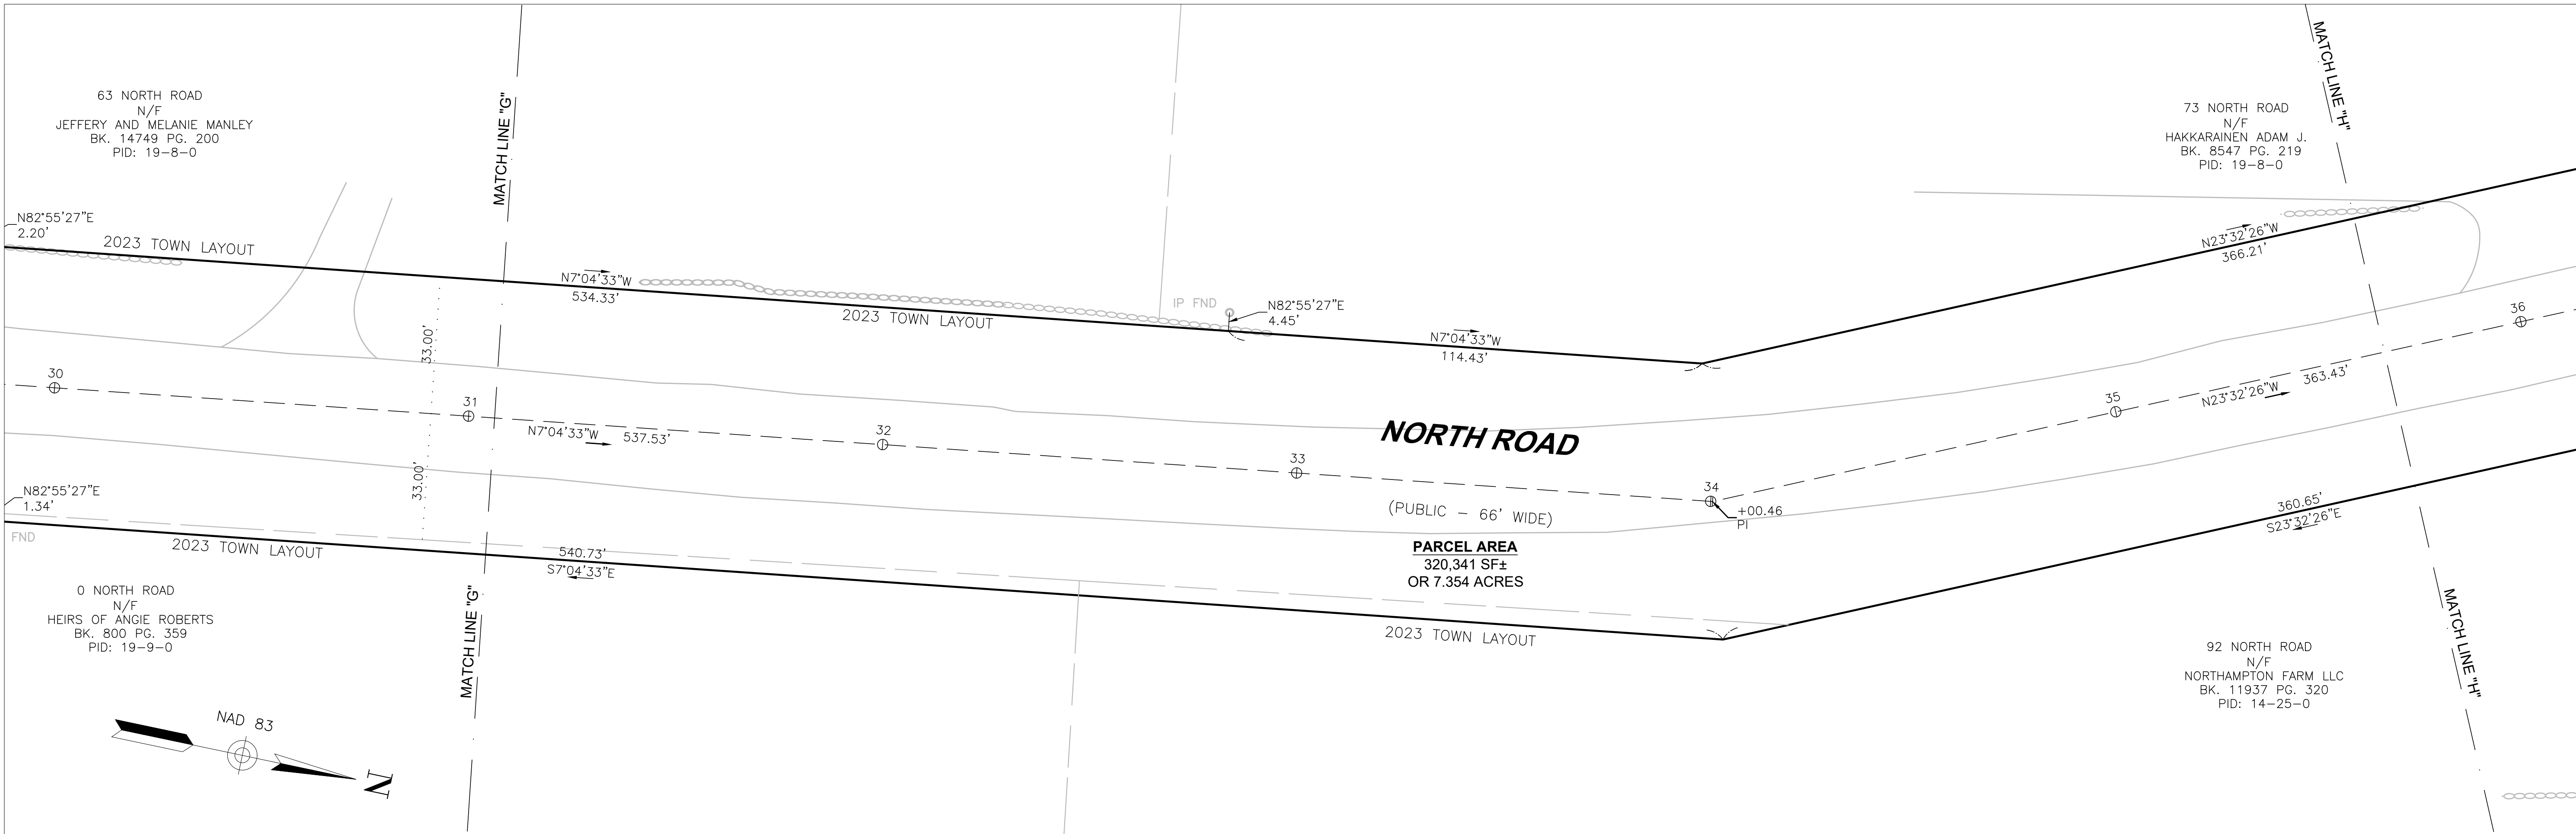 63 NORTH ROAD
N/F
JEFFERY AND MELANIE MANLEY
BK. 14749 PG. 200
PID: 19-8-0
MATCH LINE "G"
MATCH LINE "H"
73 NORTH ROAD
N/F
HAKKARAINEN ADAM J.
BK. 8547 PG. 219
PID: 19-8-0
N82°55'27"E
2.20'
2023 TOWN LAYOUT
N7°04'33"W
534.33'
2023 TOWN LAYOUT
IP FND
N82°55'27"E
4.45'
N7°04'33"W
114.43'
N23°32'26"W
366.21'
33.00'
33.00'
30
31
32
33
34
35
36
N7°04'33"W 537.53'
NORTH ROAD
(PUBLIC - 66' WIDE)
+00.46
PI
N23°32'26"W 363.43'
N82°55'27"E
1.34'
FND
2023 TOWN LAYOUT
540.73'
S7°04'33"E
PARCEL AREA
320,341 SF±
OR 7.354 ACRES
2023 TOWN LAYOUT
360.65'
S23°32'26"E
0 NORTH ROAD
N/F
HEIRS OF ANGIE ROBERTS
BK. 800 PG. 359
PID: 19-9-0
MATCH LINE "G"
92 NORTH ROAD
N/F
NORTHAMPTON FARM LLC
BK. 11937 PG. 320
PID: 14-25-0
MATCH LINE "H"
NAD 83
N